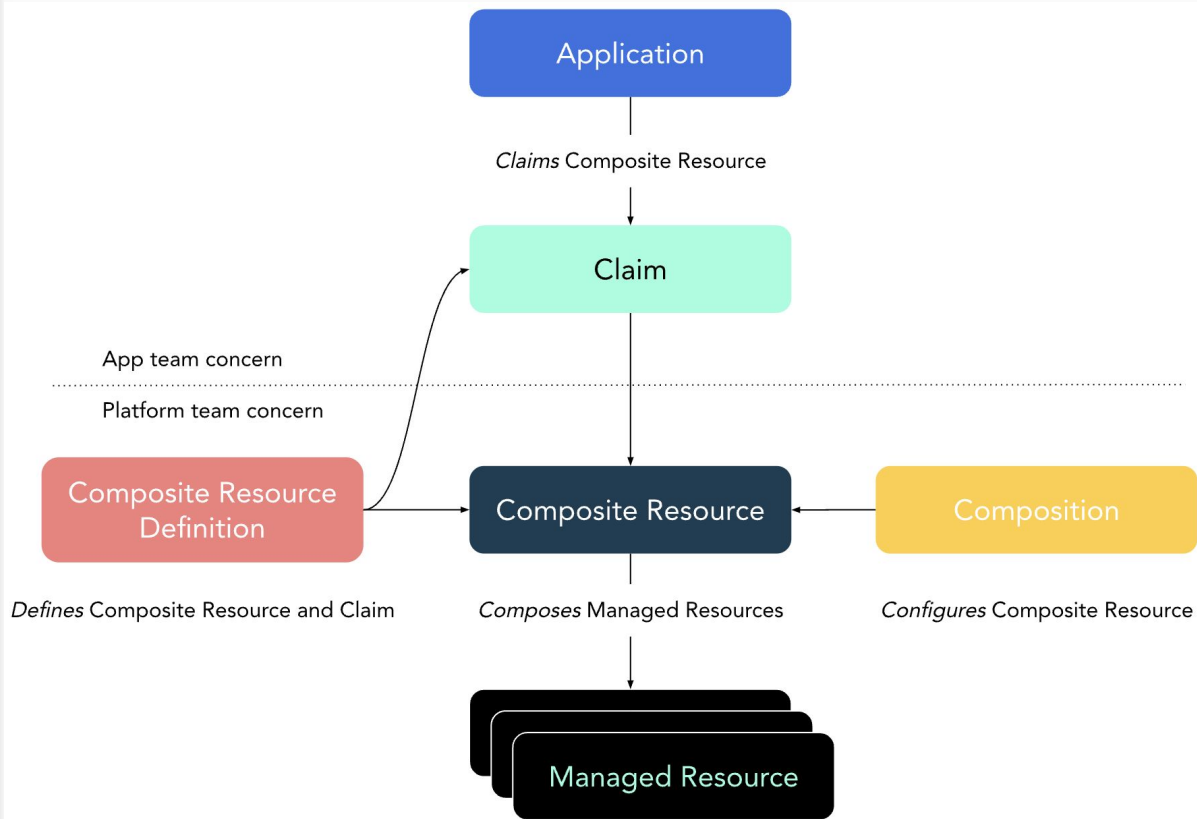 Application
Claims Composite Resource
Claim
App team concern
Platform team concern
Composite Resource
Definition
Composite Resource
Composition
Defines Composite Resource and Claim
Composes Managed Resources
Configures Composite Resource
Managed Resource